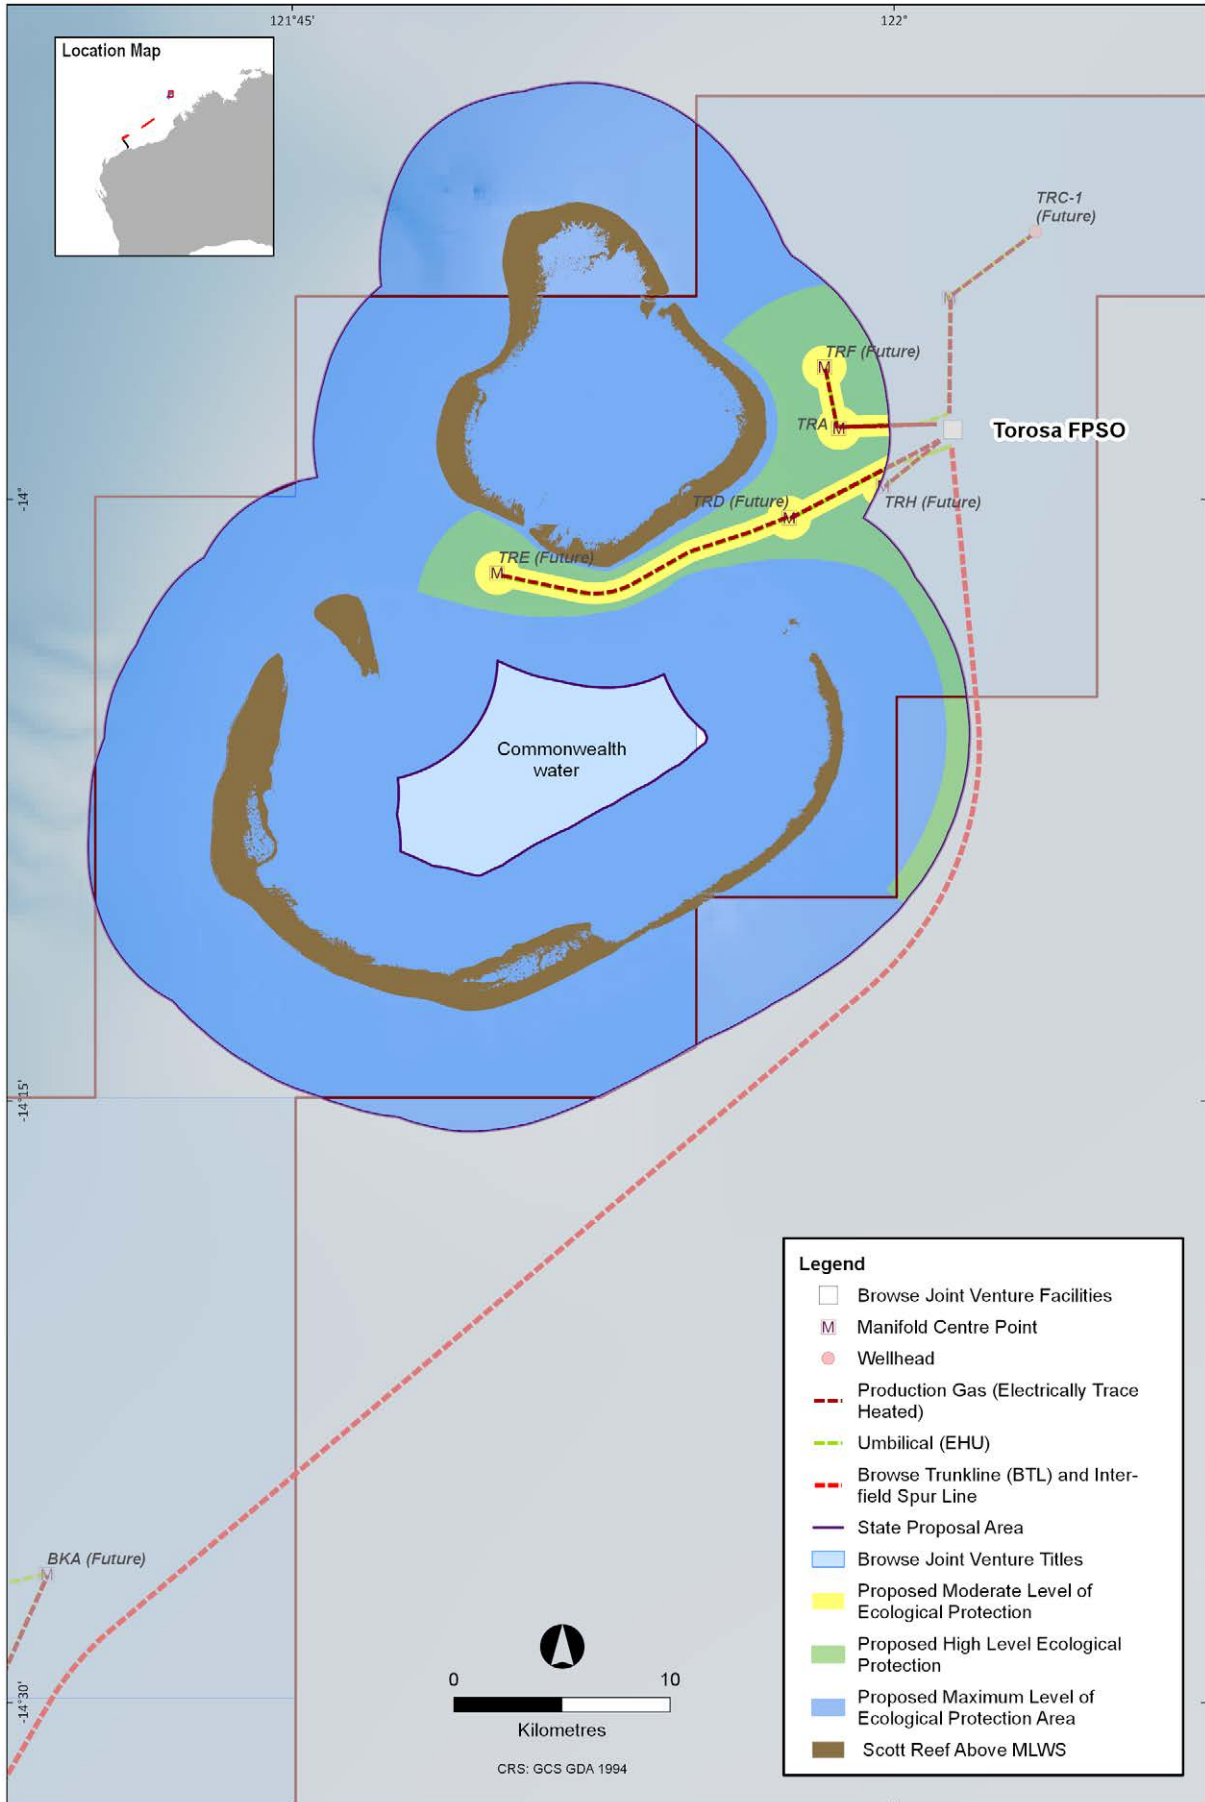 121°45'
122°
Location Map
TRC-1
(Future)
M
TRF (Future)
M
TRA
M
Torosa FPSO
-14°
TRD (Future)
M
M
TRH (Future)
TRE (Future)
M
Commonwealth
water
-14°15'
Legend
Browse Joint Venture Facilities
M Manifold Centre Point
Wellhead
Production Gas (Electrically Trace
Heated)
Umbilical (EHU)
Browse Trunkline (BTL) and Inter-
field Spur Line
State Proposal Area
Browse Joint Venture Titles
Proposed Moderate Level of
Ecological Protection
Proposed High Level Ecological
Protection
Proposed Maximum Level of
Ecological Protection Area
Scott Reef Above MLWS
BKA (Future)
M
-14°30'
0 10
Kilometres
CRS: GCS GDA 1994